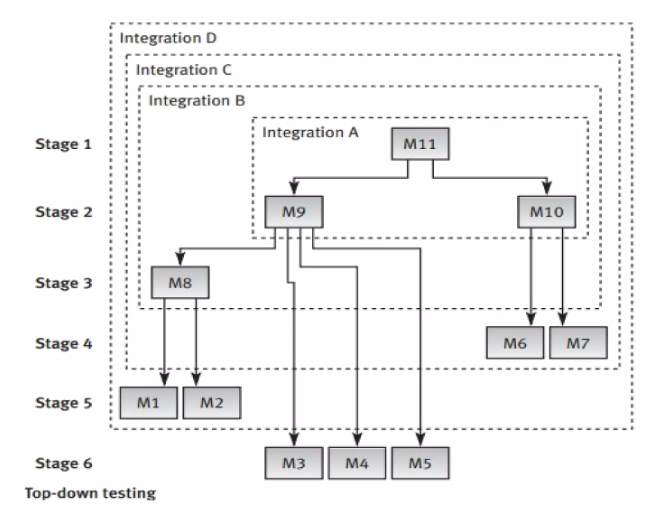 Integration D
Integration C
Integration B
Stage 1
Integration A
M11
Stage 2
M9
M10
Stage 3
M8
Stage 4
M6
M7
Stage 5
M1
M2
Stage 6
M3
M4
M5
Top-down testing